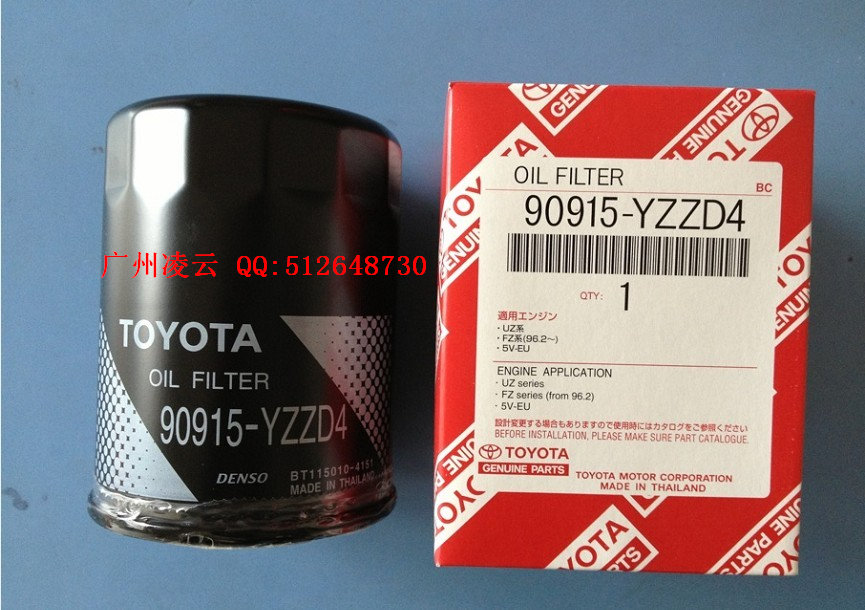 广州凌云 QQ:512648730
TOYOTA
OIL FILTER
90915-YZZD4
DENSO
BT115010-4151
MADE IN THAILAND
OIL FILTER
BC
90915-YZZD4
QTY: 1
適用エンジン
・UZ系
・FZ系(96.2～)
・5V-EU
ENGINE APPLICATION
・UZ series
・FZ series (from 96.2)
・5V-EU
設計変更する場合もありますので使用時にはカタログをご参照ください
BEFORE INSTALLATION, PLEASE MAKE SURE PART CATALOGUE.
TOYOTA
GENUINE PARTS
TOYOTA MOTOR CORPORATION
MADE IN THAILAND
TOYOTA
GENUINE PARTS